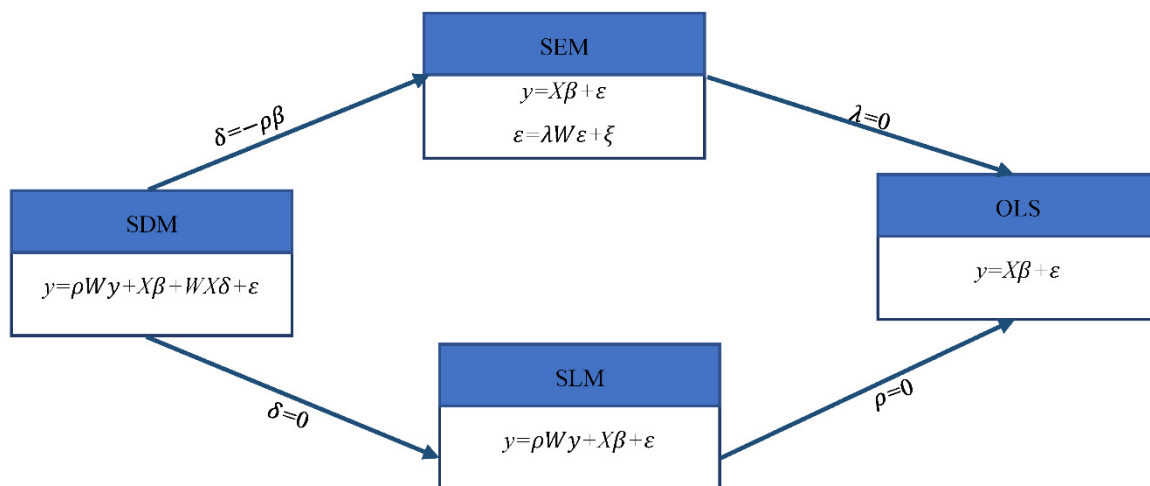 SEM
y=Xβ+ε
ε=λWε+ξ
δ=−ρβ
λ=0
SDM
y=ρWy+Xβ+WXδ+ε
OLS
y=Xβ+ε
SLM
y=ρWy+Xβ+ε
δ=0
ρ=0